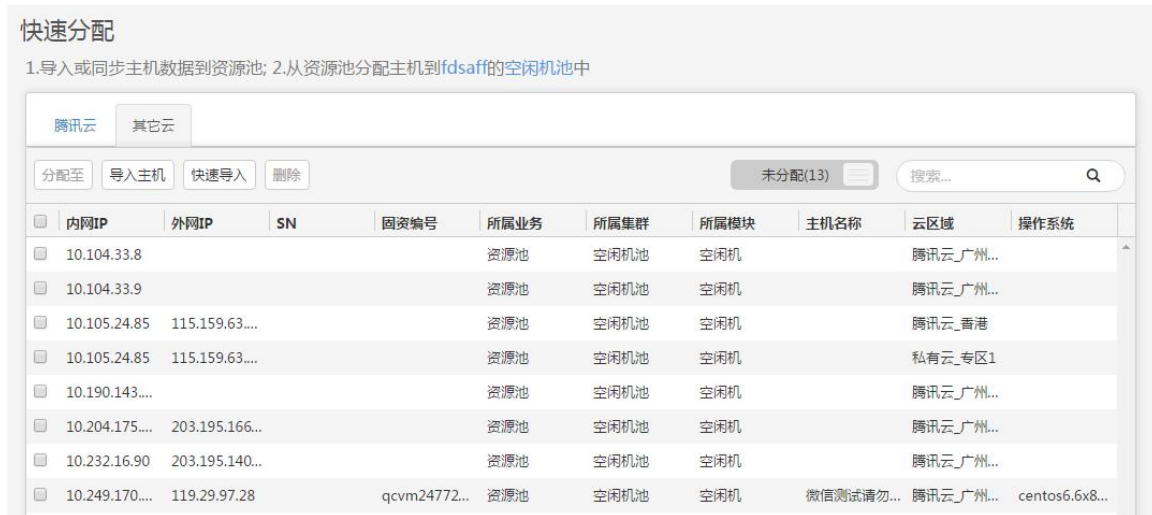 快速分配
1.导入或同步主机数据到资源池; 2.从资源池分配主机到fdsaff的空闲机池中
腾讯云 其它云
分配至 导入主机 快速导入 删除 未分配(13) 搜索...
内网IP 外网IP SN 固资编号 所属业务 所属集群 所属模块 主机名称 云区域 操作系统
10.104.33.8 资源池 空闲机池 空闲机 腾讯云_广州...
10.104.33.9 资源池 空闲机池 空闲机 腾讯云_广州...
10.105.24.85 115.159.63.... 资源池 空闲机池 空闲机 腾讯云_香港
10.105.24.85 115.159.63.... 资源池 空闲机池 空闲机 私有云_专区1
10.190.143.... 资源池 空闲机池 空闲机 腾讯云_广州...
10.204.175.... 203.195.166... 资源池 空闲机池 空闲机 腾讯云_广州...
10.232.16.90 203.195.140... 资源池 空闲机池 空闲机 腾讯云_广州...
10.249.170.... 119.29.97.28 qcvm24772... 资源池 空闲机池 空闲机 微信测试请勿... 腾讯云_广州... centos6.6x8...